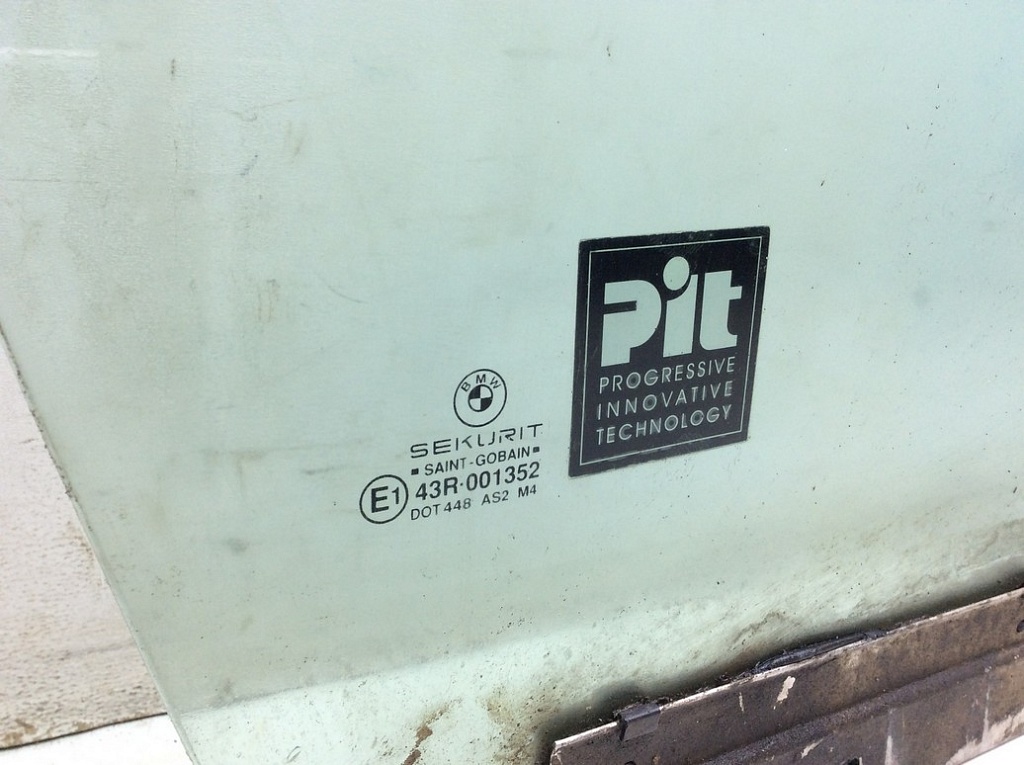 Pit
PROGRESSIVE
INNOVATIVE
TECHNOLOGY
BMW
SEKURIT
▪ SAINT-GOBAIN ▪
E1 43R·001352
DOT 448 AS2 M4